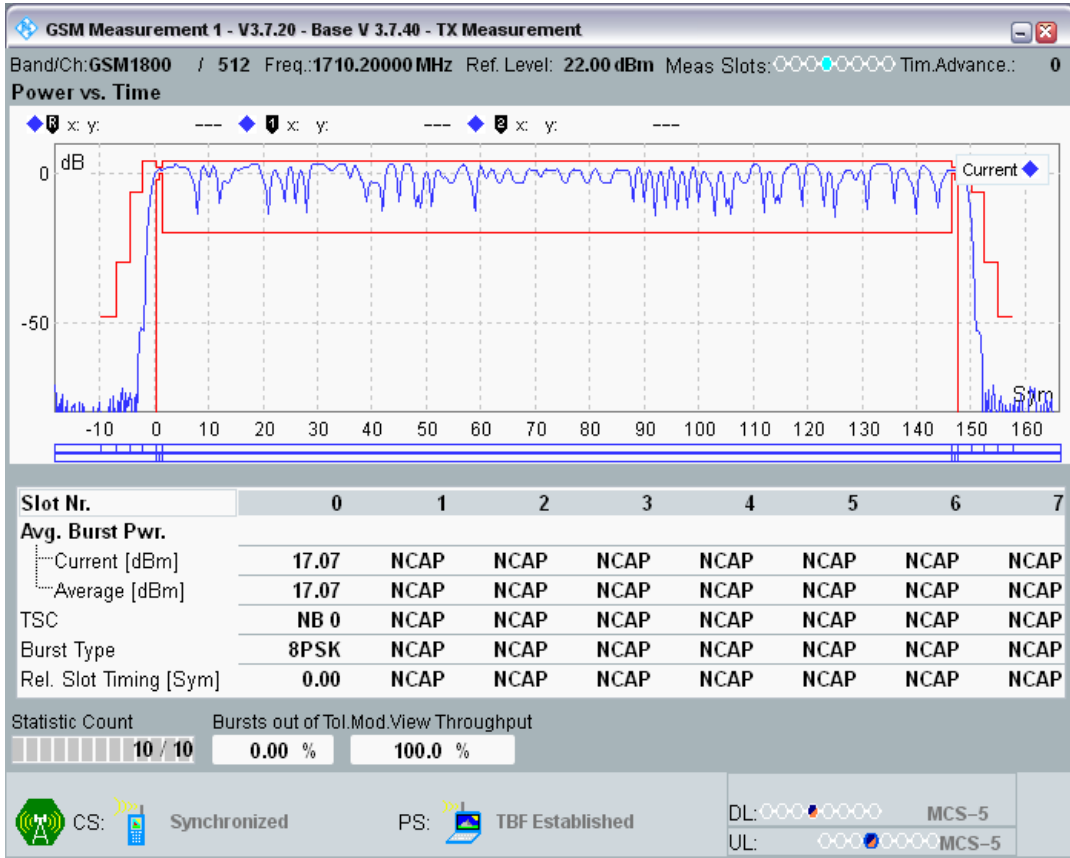 GSM Measurement 1 - V3.7.20 - Base V 3.7.40 - TX Measurement
Band/Ch:GSM1800 / 512 Freq.:1710.20000 MHz Ref. Level: 22.00 dBm Meas Slots: Tim.Advance.: 0
Power vs. Time
R x: y: --- 1 x: y: --- 2 x: y: ---
dB
Current
0
-50
Sym
-10 0 10 20 30 40 50 60 70 80 90 100 110 120 130 140 150 160
Slot Nr. 0 1 2 3 4 5 6 7
Avg. Burst Pwr.
Current [dBm] 17.07 NCAP NCAP NCAP NCAP NCAP NCAP NCAP
Average [dBm] 17.07 NCAP NCAP NCAP NCAP NCAP NCAP NCAP
TSC NB 0 NCAP NCAP NCAP NCAP NCAP NCAP NCAP
Burst Type 8PSK NCAP NCAP NCAP NCAP NCAP NCAP NCAP
Rel. Slot Timing [Sym] 0.00 NCAP NCAP NCAP NCAP NCAP NCAP NCAP
Statistic Count Bursts out of Tol.Mod.View Throughput
10 / 10 0.00 % 100.0 %
CS: Synchronized PS: TBF Established DL: MCS-5
UL: MCS-5